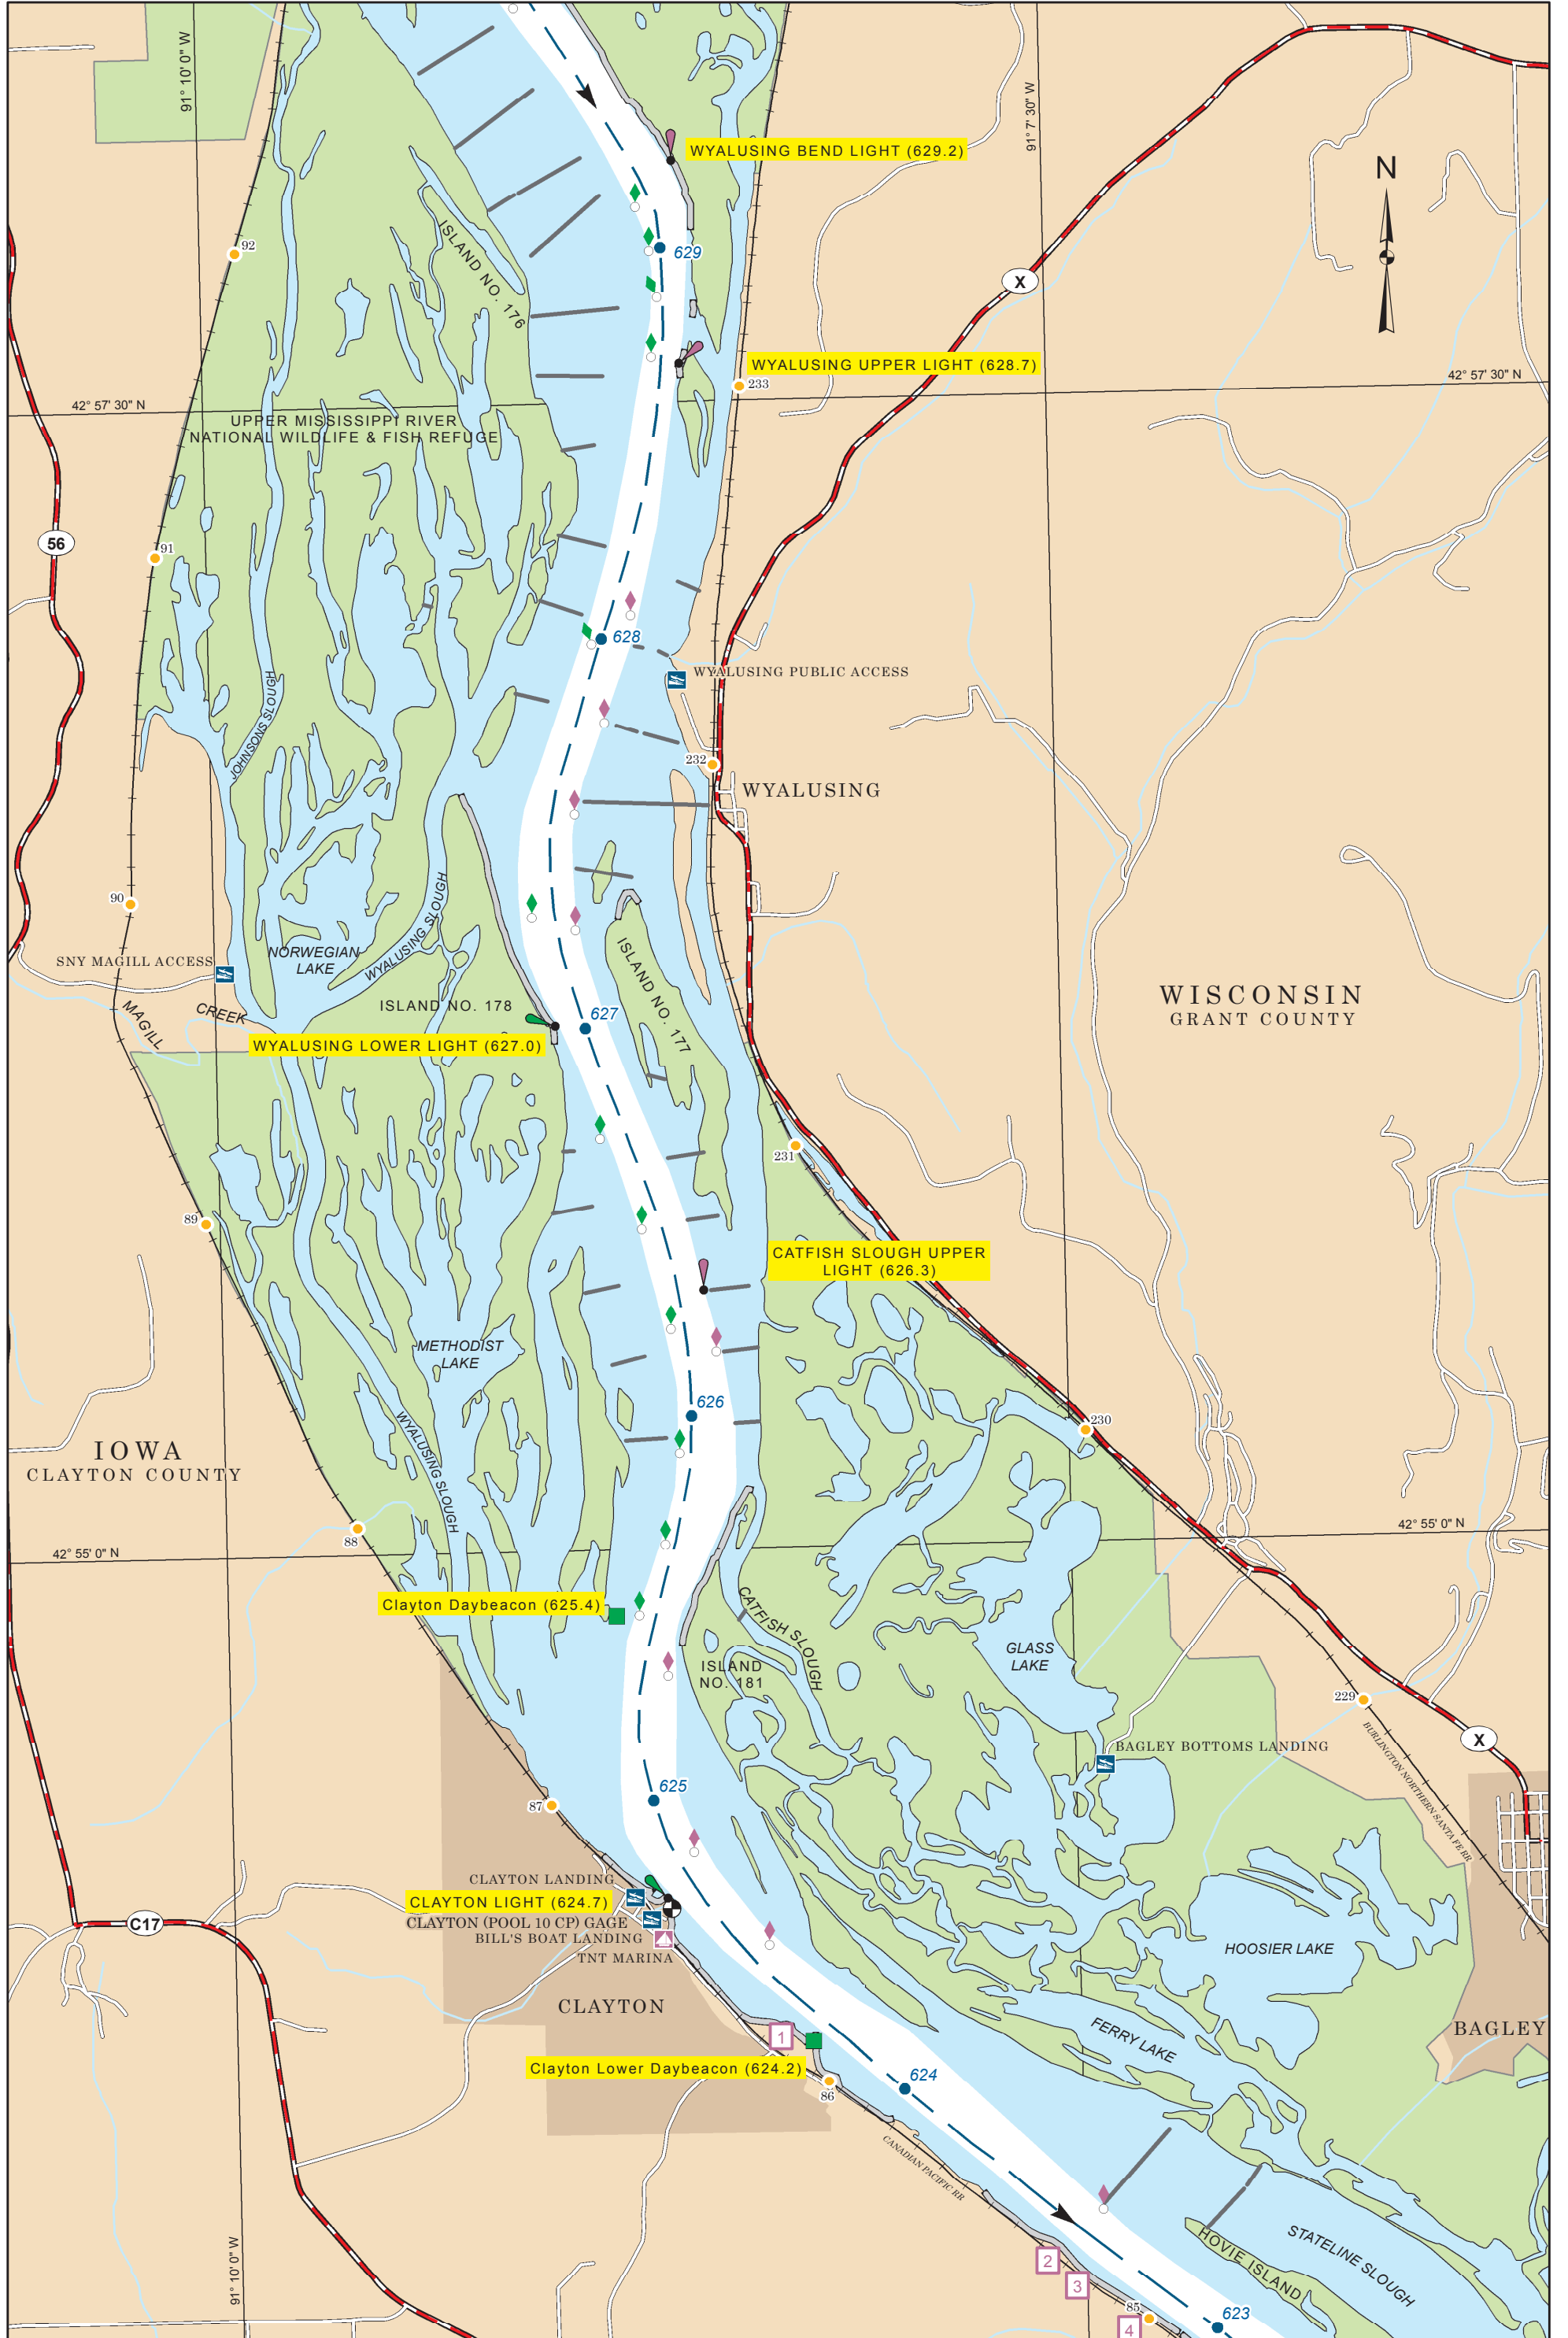 91° 10' 0" W
91° 7' 30" W
WYALUSING BEND LIGHT (629.2)
N
ISLAND NO. 176
92
629
X
WYALUSING UPPER LIGHT (628.7)
233
42° 57' 30" N
42° 57' 30" N
UPPER MISSISSIPPI RIVER
NATIONAL WILDLIFE & FISH REFUGE
56
91
628
WYALUSING PUBLIC ACCESS
JOHNSONS SLOUGH
232
WYALUSING
90
WYALUSING SLOUGH
NORWEGIAN
LAKE
SNY MAGILL ACCESS
ISLAND NO. 177
ISLAND NO. 178
WISCONSIN
GRANT COUNTY
MAGILL
CREEK
627
WYALUSING LOWER LIGHT (627.0)
231
89
CATFISH SLOUGH UPPER
LIGHT (626.3)
METHODIST
LAKE
626
230
WYALUSING SLOUGH
IOWA
CLAYTON COUNTY
88
42° 55' 0" N
42° 55' 0" N
Clayton Daybeacon (625.4)
CATFISH SLOUGH
GLASS
LAKE
ISLAND
NO. 181
229
BURLINGTON NORTHERN SANTA FE RR
X
BAGLEY BOTTOMS LANDING
625
87
CLAYTON LANDING
CLAYTON LIGHT (624.7)
C17
CLAYTON (POOL 10 CP) GAGE
BILL'S BOAT LANDING
TNT MARINA
HOOSIER LAKE
CLAYTON
FERRY LAKE
BAGLEY
1
Clayton Lower Daybeacon (624.2)
624
86
CANADIAN PACIFIC RR
91° 10' 0" W
HOVIE ISLAND
STATELINE SLOUGH
2
3
85
623
4